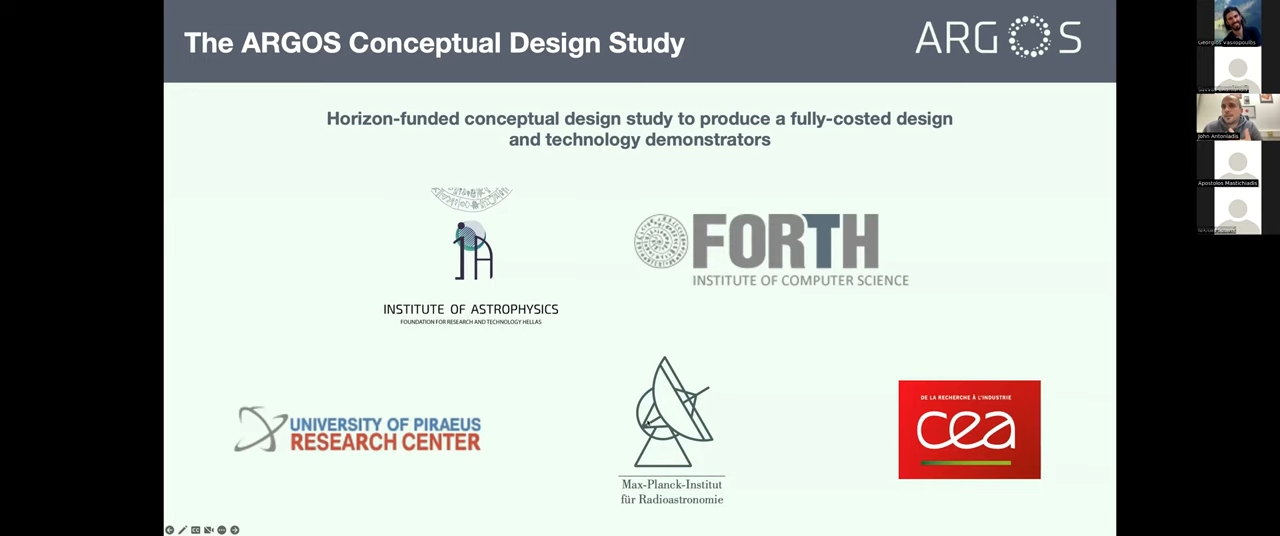 The ARGOS Conceptual Design Study
ARGOS
Horizon-funded conceptual design study to produce a fully-costed design
and technology demonstrators
INSTITUTE OF ASTROPHYSICS
FOUNDATION FOR RESEARCH AND TECHNOLOGY HELLAS
FORTH
INSTITUTE OF COMPUTER SCIENCE
UNIVERSITY OF PIRAEUS
RESEARCH CENTER
Max-Planck-Institut
für Radioastronomie
DE LA RECHERCHE À L'INDUSTRIE
cea
Georgios Vasilopoulos
John Antoniadis
Apostolos Mastichiadis